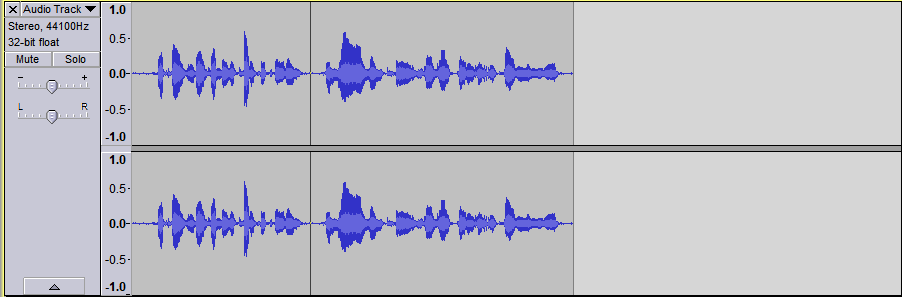 X Audio Track ▼
Stereo, 44100Hz
32-bit float
Mute Solo
- +
L R
1.0
0.5-
0.0-
-0.5-
-1.0
1.0
0.5-
0.0-
-0.5-
-1.0